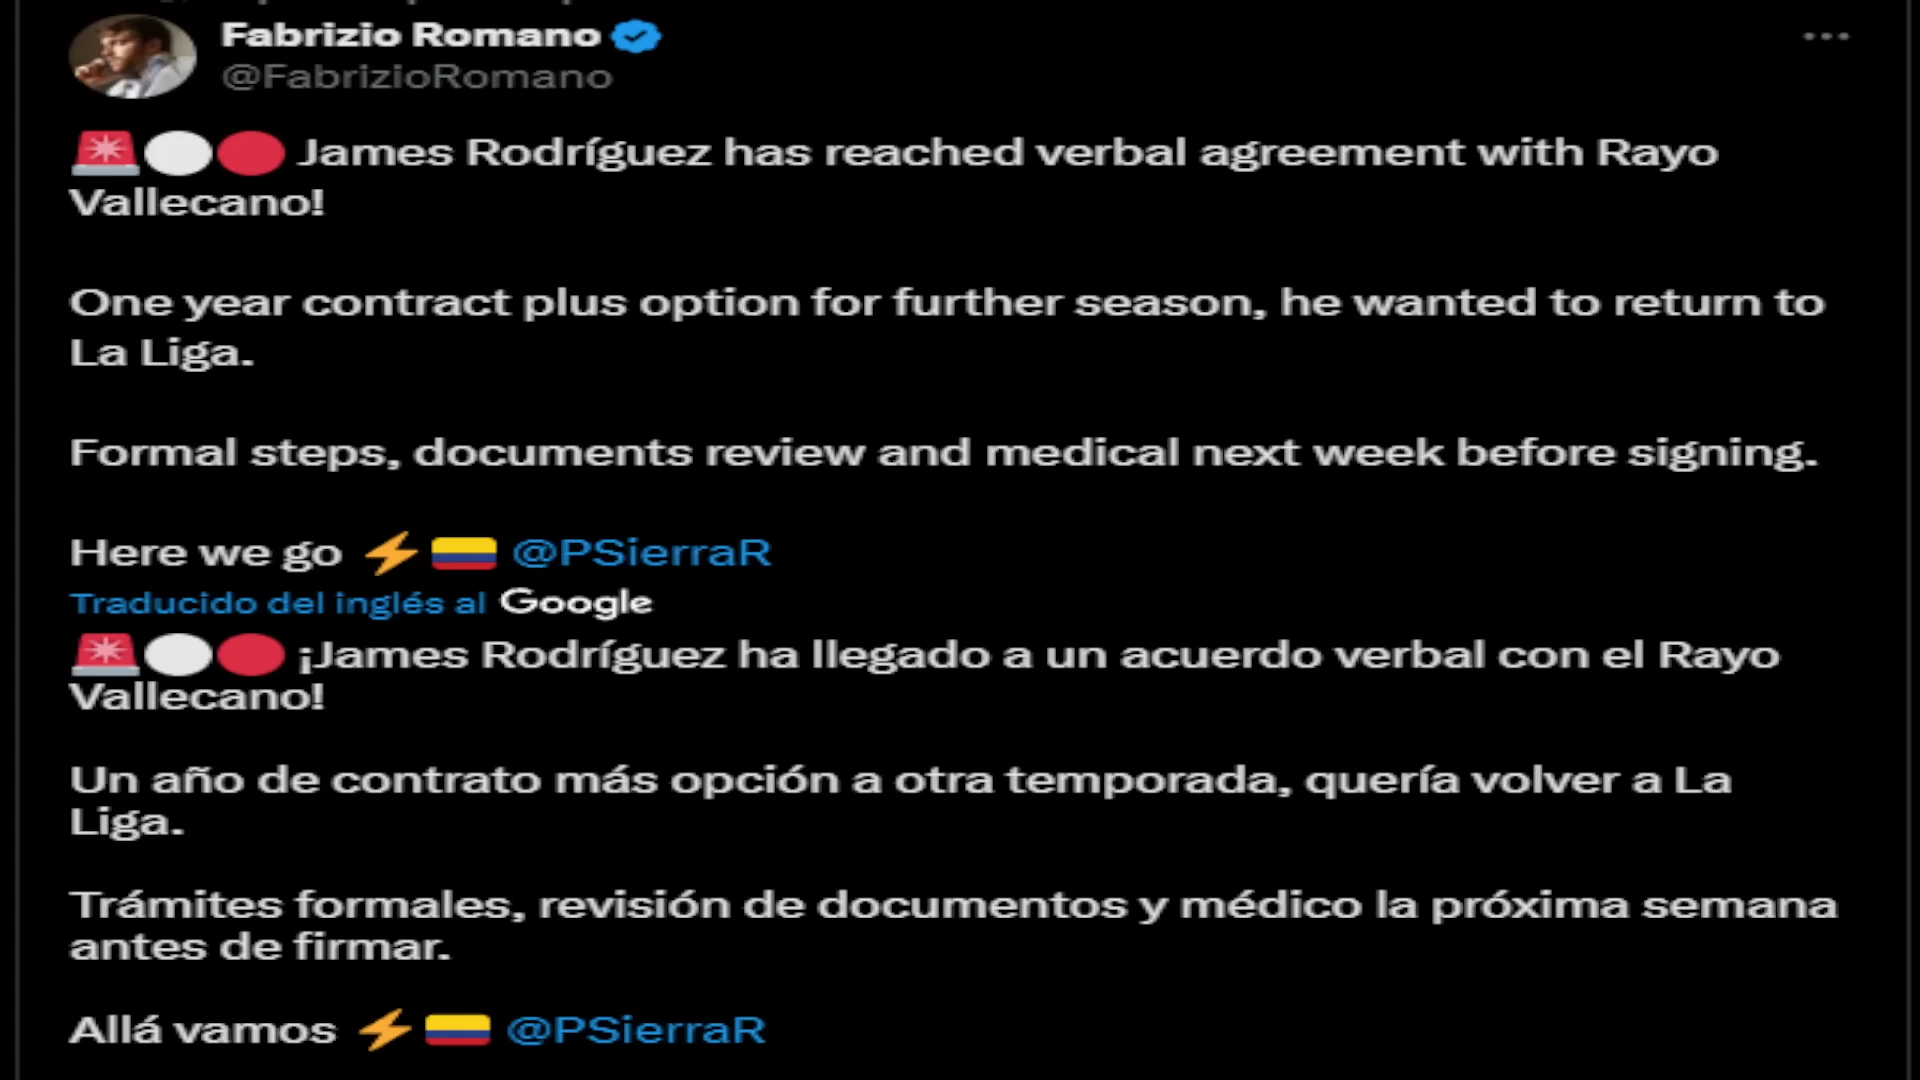 Fabrizio Romano
@FabrizioRomano
🚨⚪🔴 James Rodríguez has reached verbal agreement with Rayo
Vallecano!
One year contract plus option for further season, he wanted to return to
La Liga.
Formal steps, documents review and medical next week before signing.
Here we go ⚡🇨🇴 @PSierraR
Traducido del inglés al Google
🚨⚪🔴 ¡James Rodríguez ha llegado a un acuerdo verbal con el Rayo
Vallecano!
Un año de contrato más opción a otra temporada, quería volver a La
Liga.
Trámites formales, revisión de documentos y médico la próxima semana
antes de firmar.
Allá vamos ⚡🇨🇴 @PSierraR